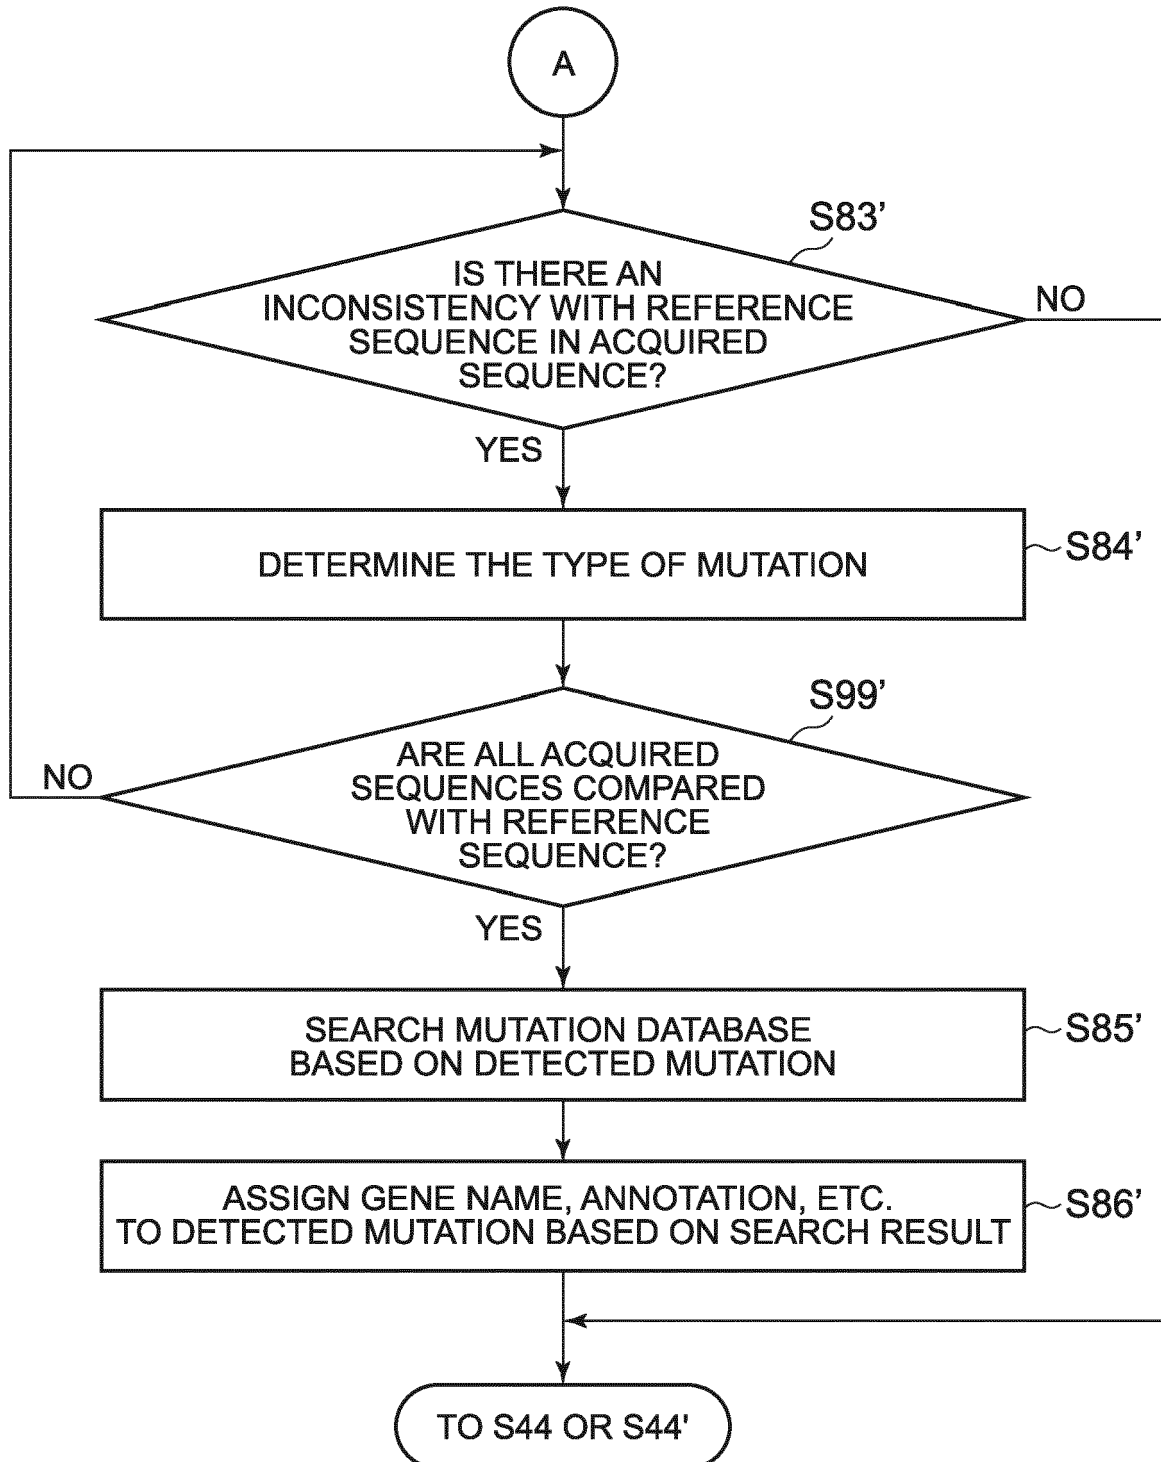 A
S83’
IS THERE AN
INCONSISTENCY WITH REFERENCE
SEQUENCE IN ACQUIRED
SEQUENCE?
NO
YES
DETERMINE THE TYPE OF MUTATION
S84’
S99’
ARE ALL ACQUIRED
SEQUENCES COMPARED
WITH REFERENCE
SEQUENCE?
NO
YES
SEARCH MUTATION DATABASE
BASED ON DETECTED MUTATION
S85’
ASSIGN GENE NAME, ANNOTATION, ETC.
TO DETECTED MUTATION BASED ON SEARCH RESULT
S86’
TO S44 OR S44'